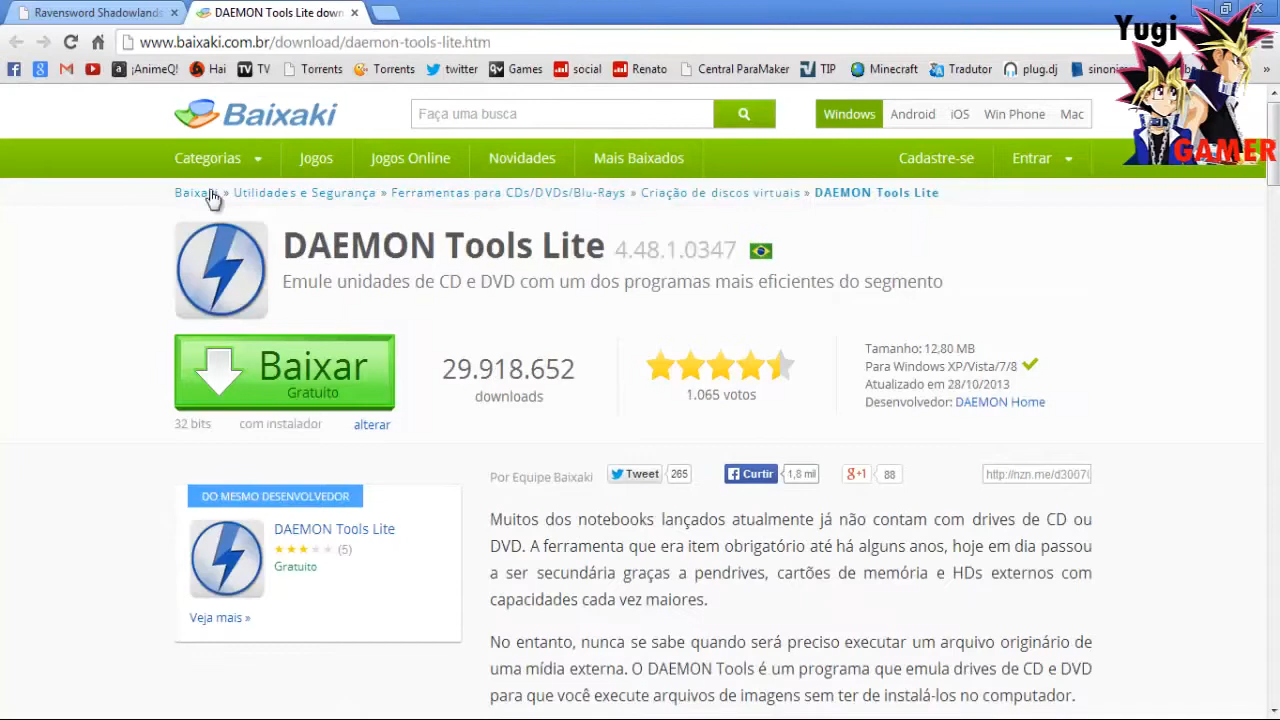 Ravensword Shadowlands
DAEMON Tools Lite down
www.baixaki.com.br/download/daemon-tools-lite.htm
¡AnimeQ! Hai TV TV Torrents Torrents twitter Games social Renato Central ParaMaker TIP Minecraft Tradutor plug.dj
Yugi
GAMER
Baixaki
Faça uma busca
Windows Android iOS Win Phone Mac
Categorias Jogos Jogos Online Novidades Mais Baixados Cadastre-se Entrar
» Utilidades e Segurança » Ferramentas para CDs/DVDs/Blu-Rays » Criação de discos virtuais » DAEMON Tools Lite
DAEMON Tools Lite 4.48.1.0347
Emule unidades de CD e DVD com um dos programas mais eficientes do segmento
Baixar
Gratuito
32 bits com instalador alterar
29.918.652
downloads
1.065 votos
Tamanho: 12,80 MB
Para Windows XP/Vista/7/8
Atualizado em 28/10/2013
Desenvolvedor: DAEMON Home
Por Equipe Baixaki Tweet 265 Curtir 1,8 mil g+1 88
DO MESMO DESENVOLVEDOR
DAEMON Tools Lite
(5)
Gratuito
Veja mais »
Muitos dos notebooks lançados atualmente já não contam com drives de CD ou
DVD. A ferramenta que era item obrigatório até há alguns anos, hoje em dia passou
a ser secundária graças a pendrives, cartões de memória e HDs externos com
capacidades cada vez maiores.
No entanto, nunca se sabe quando será preciso executar um arquivo originário de
uma mídia externa. O DAEMON Tools é um programa que emula drives de CD e DVD
para que você execute arquivos de imagens sem ter de instalá-los no computador.